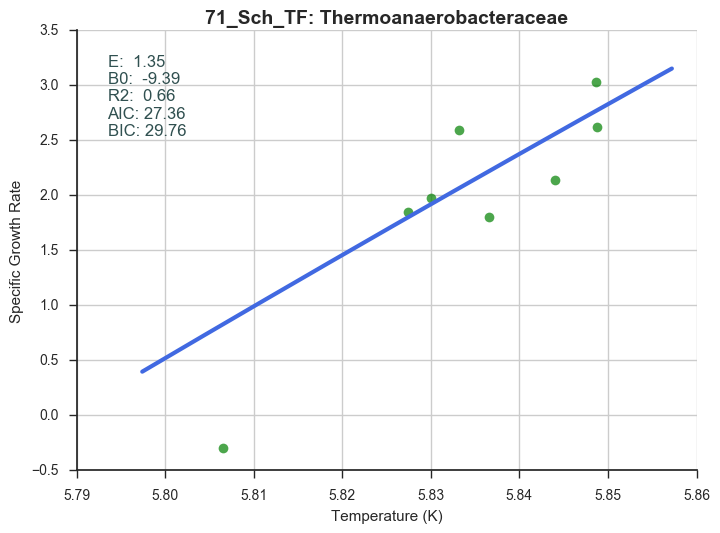 71_Sch_TF: Thermoanaerobacteraceae
3.5
E: 1.35
3.0
B0: -9.39
R2: 0.66
AIC: 27.36
2.5
BIC: 29.76
2.0
Specific Growth Rate
1.5
1.0
0.5
0.0
−0.5
5.79 5.80 5.81 5.82 5.83 5.84 5.85 5.86
Temperature (K)